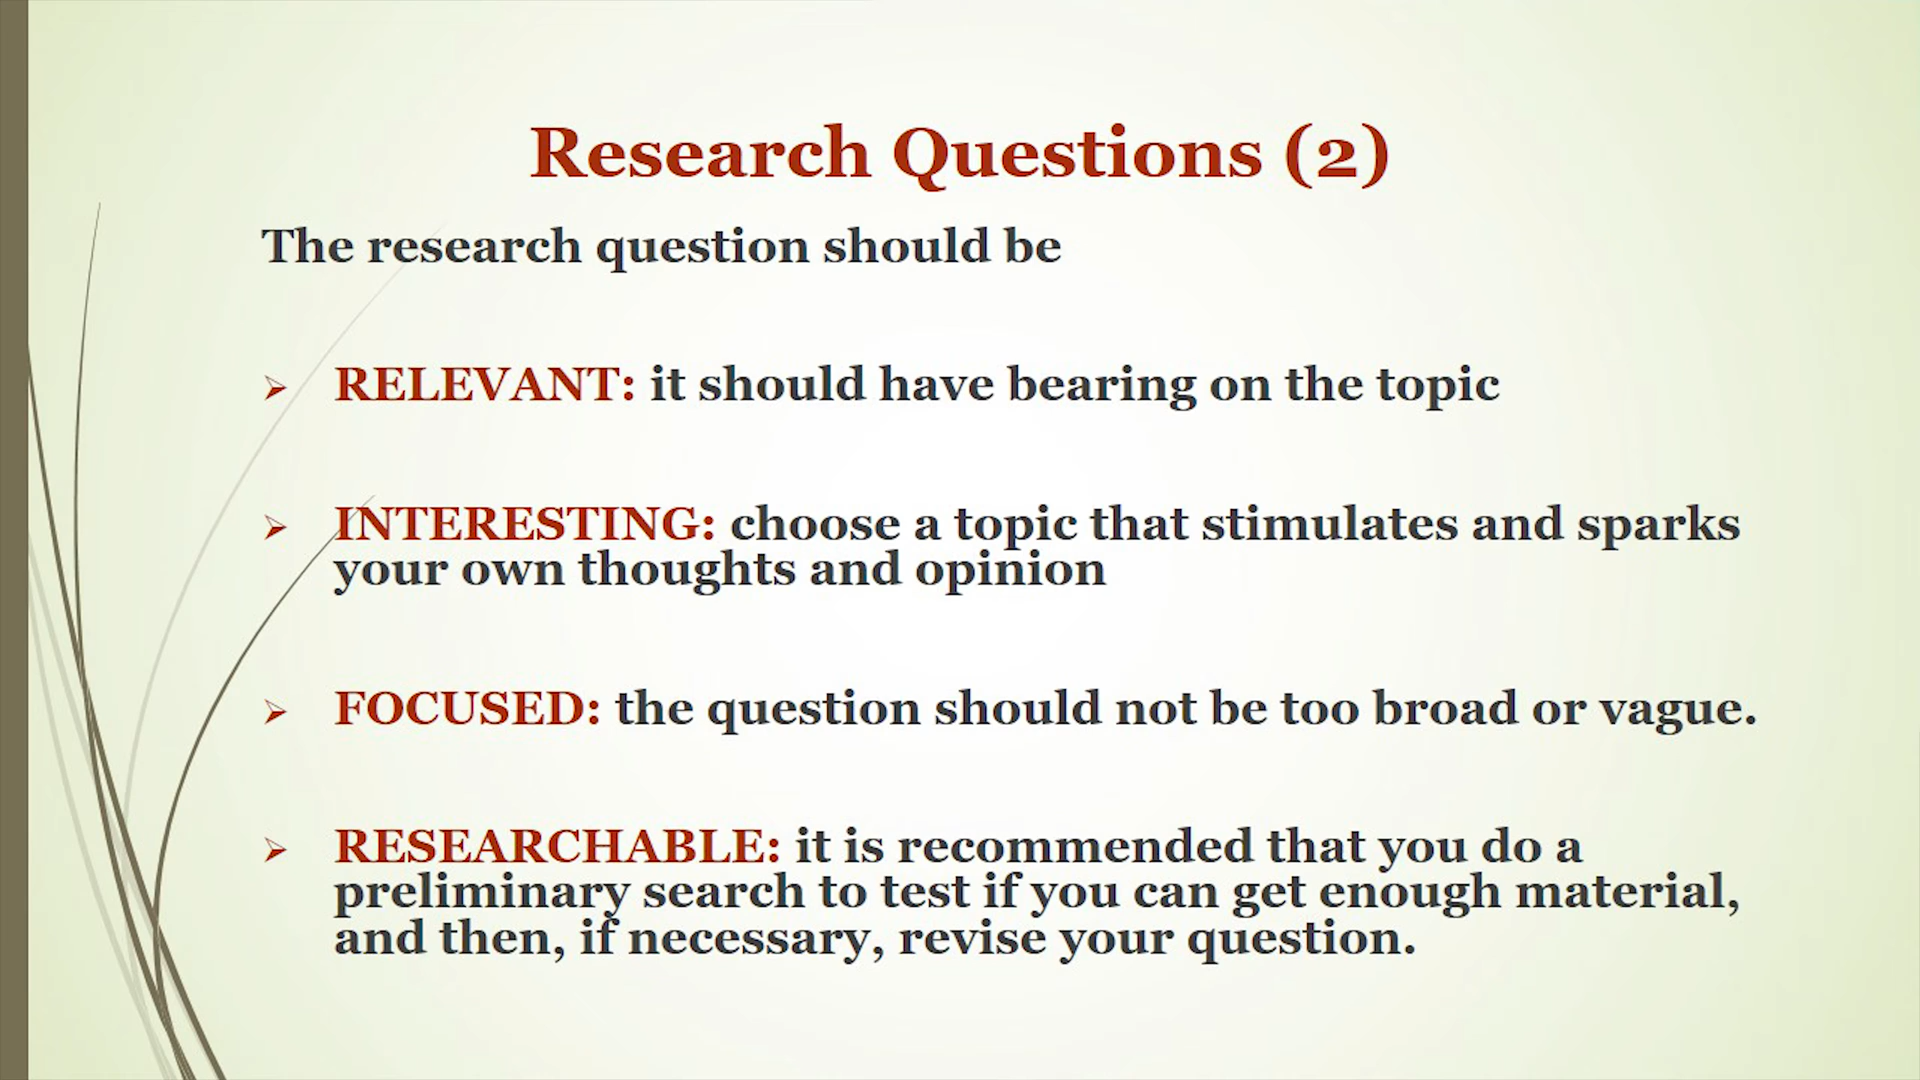 Research Questions (2)
The research question should be
RELEVANT: it should have bearing on the topic
INTERESTING: choose a topic that stimulates and sparks
your own thoughts and opinion
FOCUSED: the question should not be too broad or vague.
RESEARCHABLE: it is recommended that you do a
preliminary search to test if you can get enough material,
and then, if necessary, revise your question.